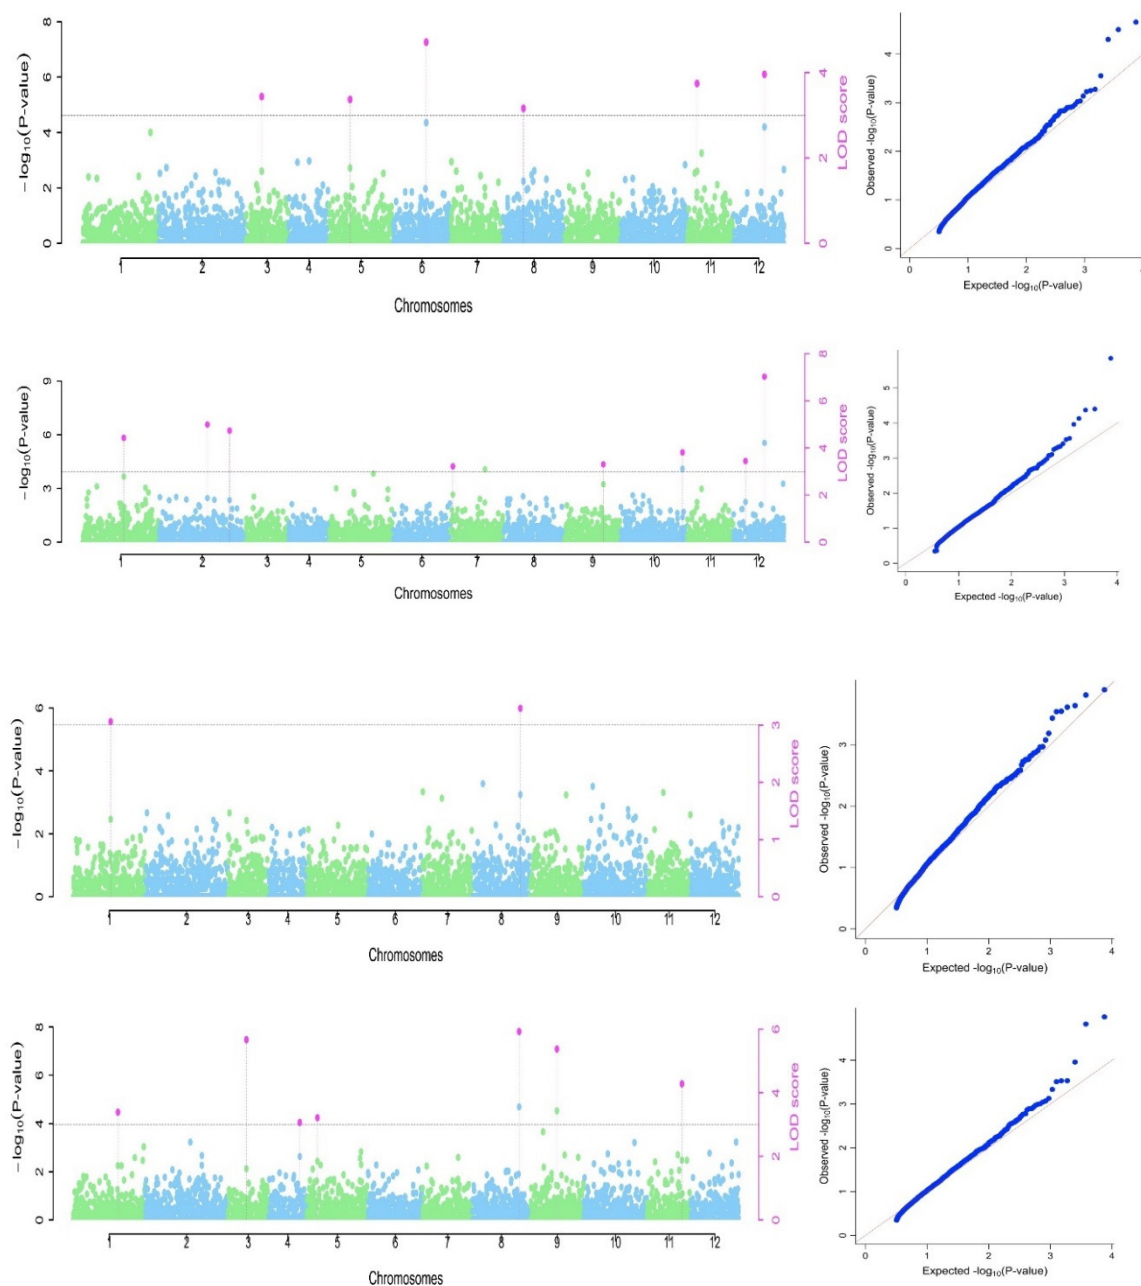 8
6
4
2
0
−log10(P-value)
4
2
0
LOD score
1 2 3 4 5 6 7 8 9 10 11 12
Chromosomes
4
3
2
1
0
Observed -log10(P-value)
0 1 2 3 4
Expected -log10(P-value)
9
6
3
0
−log10(P-value)
8
6
4
2
0
LOD score
1 2 3 4 5 6 7 8 9 10 11 12
Chromosomes
5
4
3
2
1
0
Observed -log10(P-value)
0 1 2 3 4
Expected -log10(P-value)
6
4
2
0
−log10(P-value)
3
2
1
0
LOD score
1 2 3 4 5 6 7 8 9 10 11 12
Chromosomes
3
2
1
0
Observed -log10(P-value)
0 1 2 3 4
Expected -log10(P-value)
8
6
4
2
0
−log10(P-value)
6
4
2
0
LOD score
1 2 3 4 5 6 7 8 9 10 11 12
Chromosomes
4
3
2
1
0
Observed -log10(P-value)
0 1 2 3 4
Expected -log10(P-value)